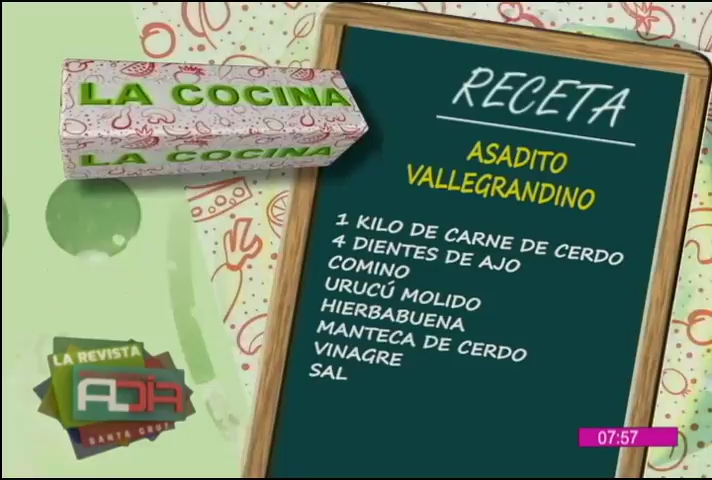 LA COCINA
LA COCINA
RECETA
ASADITO
VALLEGRANDINO
1 KILO DE CARNE DE CERDO
4 DIENTES DE AJO
COMINO
URUCÚ MOLIDO
HIERBABUENA
MANTECA DE CERDO
VINAGRE
SAL
LA REVISTA
ALDÍA
SANTA CRUZ
07:57